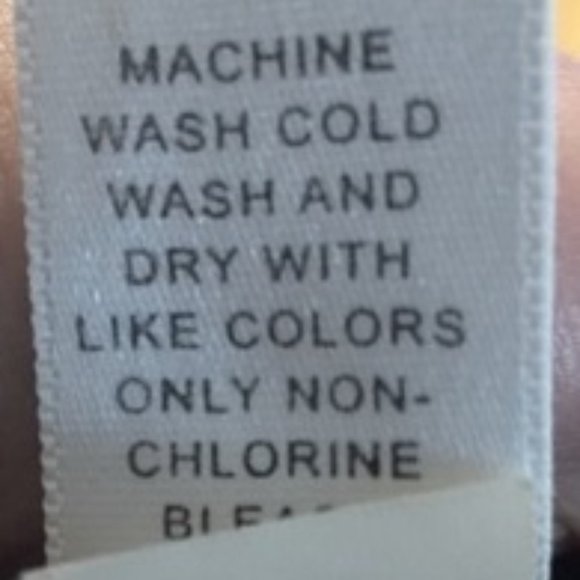 MACHINE
WASH COLD
WASH AND
DRY WITH
LIKE COLORS
ONLY NON-
CHLORINE